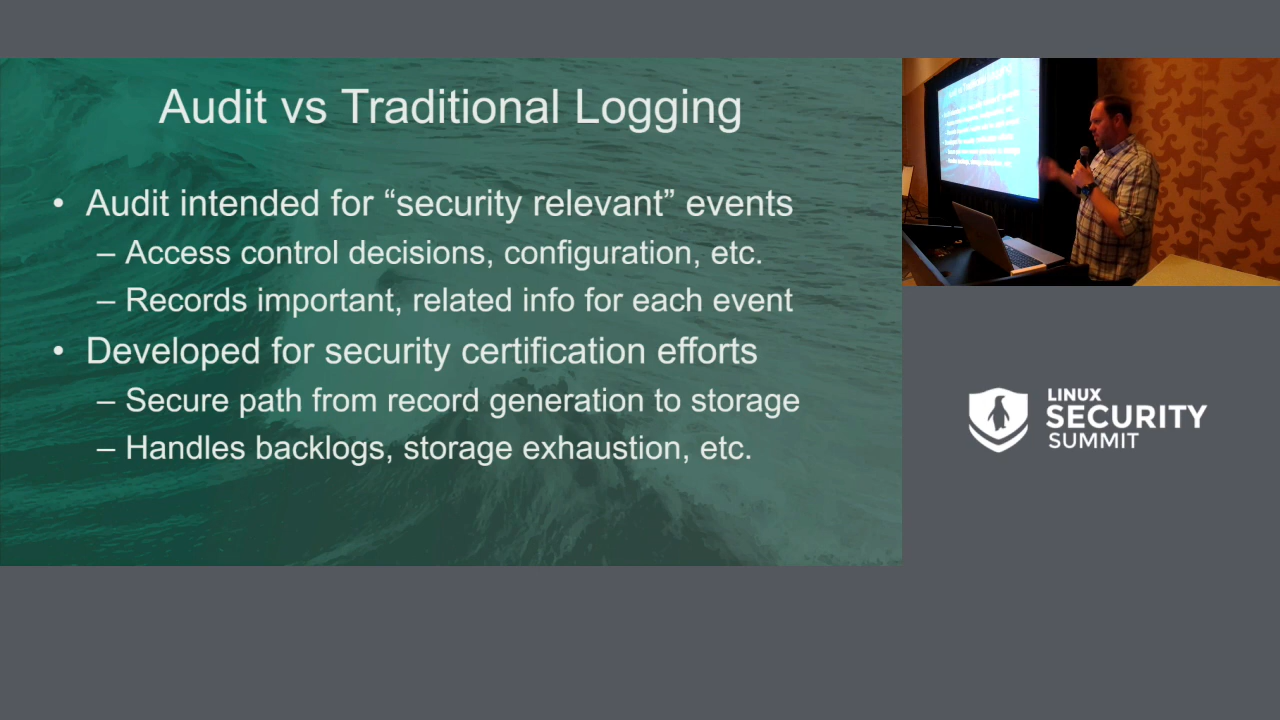 Audit vs Traditional Logging
• Audit intended for “security relevant” events
– Access control decisions, configuration, etc.
– Records important, related info for each event
• Developed for security certification efforts
– Secure path from record generation to storage
– Handles backlogs, storage exhaustion, etc.
LINUX
SECURITY
SUMMIT